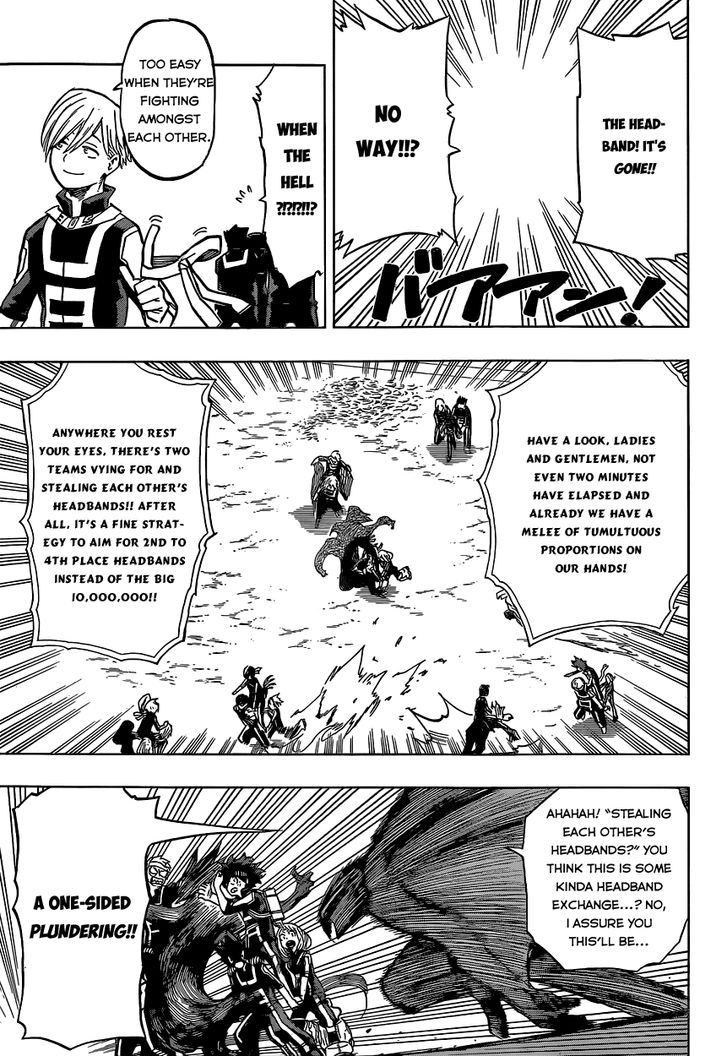 THE HEAD-
BAND! IT'S
GONE!!
NO
WAY!!?
バアアン!
WHEN
THE
HELL
?!?!?!!?
TOO EASY
WHEN THEY'RE
FIGHTING
AMONGST
EACH OTHER.
HAVE A LOOK, LADIES
AND GENTLEMEN, NOT
EVEN TWO MINUTES
HAVE ELAPSED AND
ALREADY WE HAVE A
MELEE OF TUMULTUOUS
PROPORTIONS ON
OUR HANDS!
ANYWHERE YOU REST
YOUR EYES, THERE'S TWO
TEAMS VYING FOR AND
STEALING EACH OTHER'S
HEADBANDS!! AFTER
ALL, IT'S A FINE STRAT-
EGY TO AIM FOR 2ND TO
4TH PLACE HEADBANDS
INSTEAD OF THE BIG
10,000,000!!
AHAHAH! "STEALING
EACH OTHER'S
HEADBANDS?" YOU
THINK THIS IS SOME
KINDA HEADBAND
EXCHANGE...? NO,
I ASSURE YOU
THIS'LL BE...
A ONE-SIDED
PLUNDERING!!